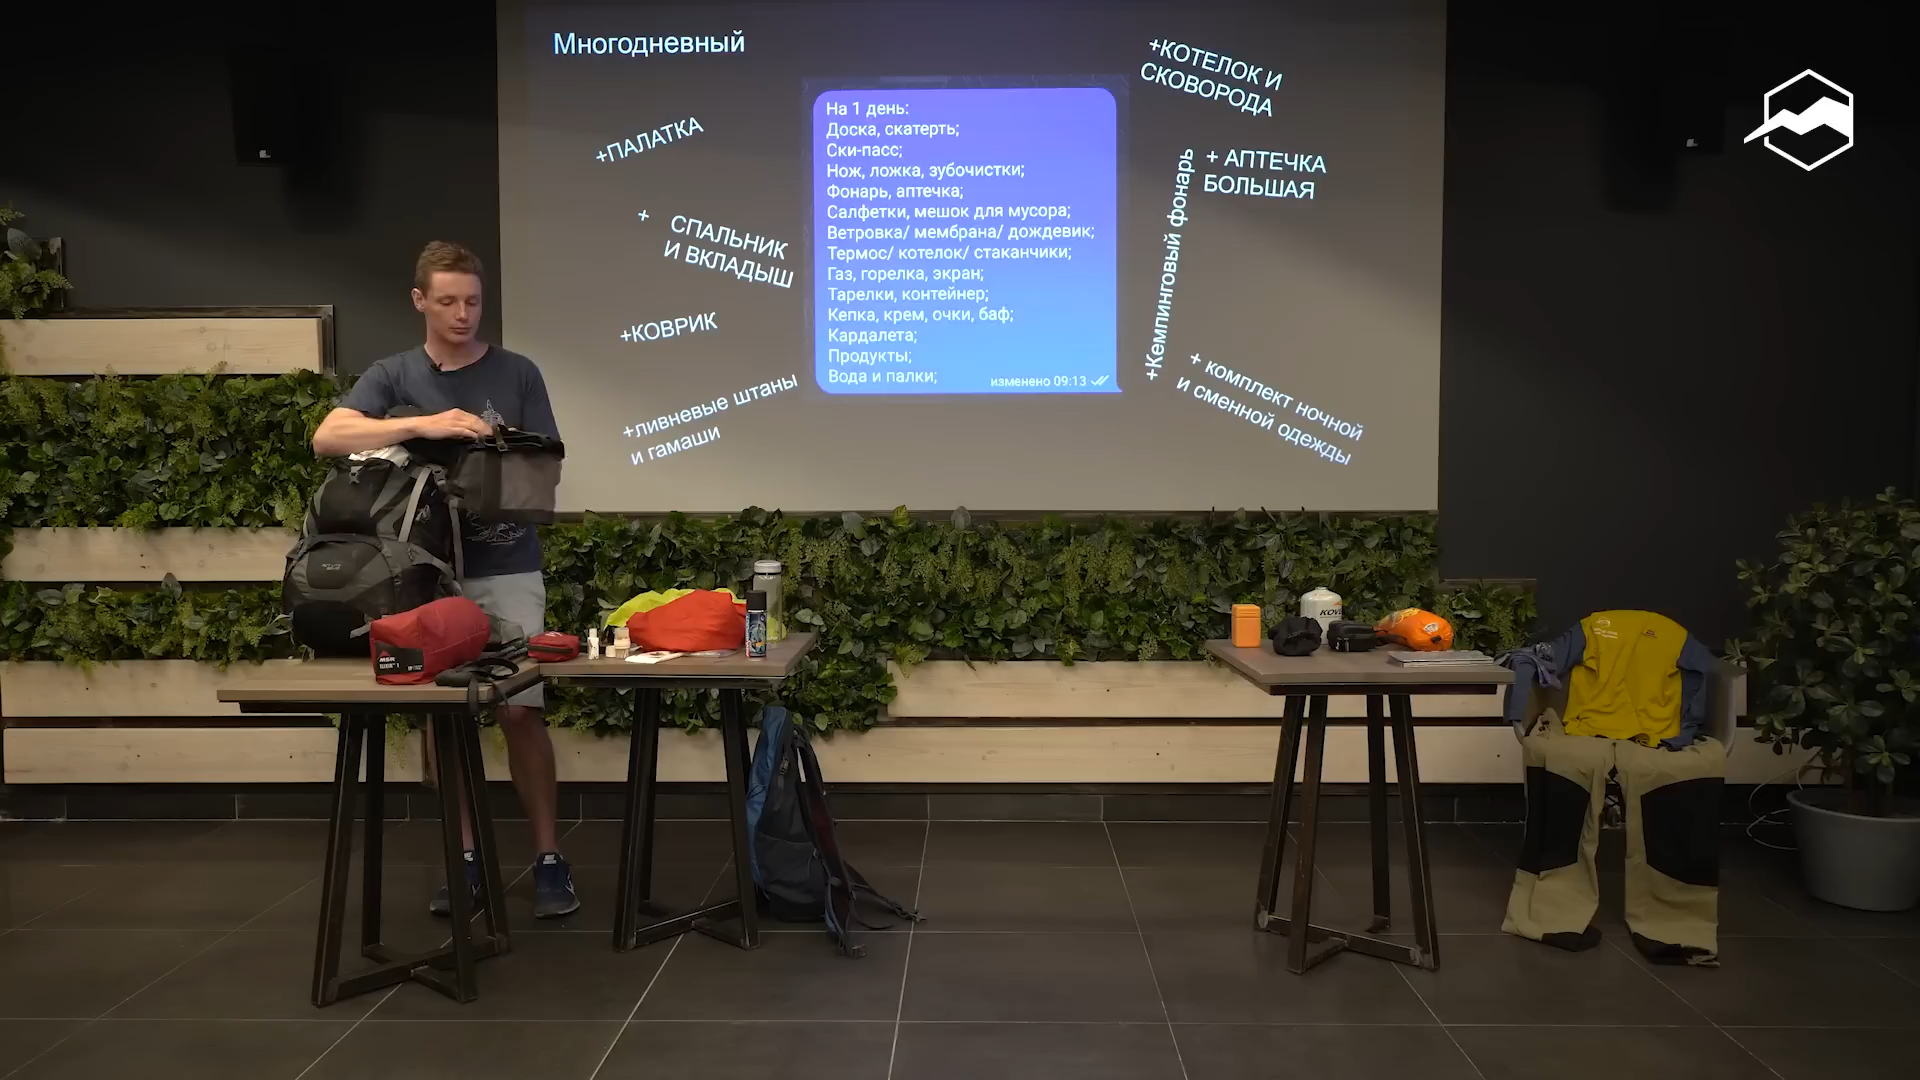 Многодневный
+ПАЛАТКА
+ СПАЛЬНИК
И ВКЛАДЫШ
+КОВРИК
+ливневые штаны
и гамаши
На 1 день:
Доска, скатерть;
Ски-пасс;
Нож, ложка, зубочистки;
Фонарь, аптечка;
Салфетки, мешок для мусора;
Ветровка/ мембрана/ дождевик;
Термос/ котелок/ стаканчики;
Газ, горелка, экран;
Тарелки, контейнер;
Кепка, крем, очки, баф;
Кардалета;
Продукты;
Вода и палки;
изменено 09:13
+КОТЕЛОК И
СКОВОРОДА
+ АПТЕЧКА
БОЛЬШАЯ
+Кемпинговый фонарь
+ комплект ночной
и сменной одежды
MSR
KOVEA